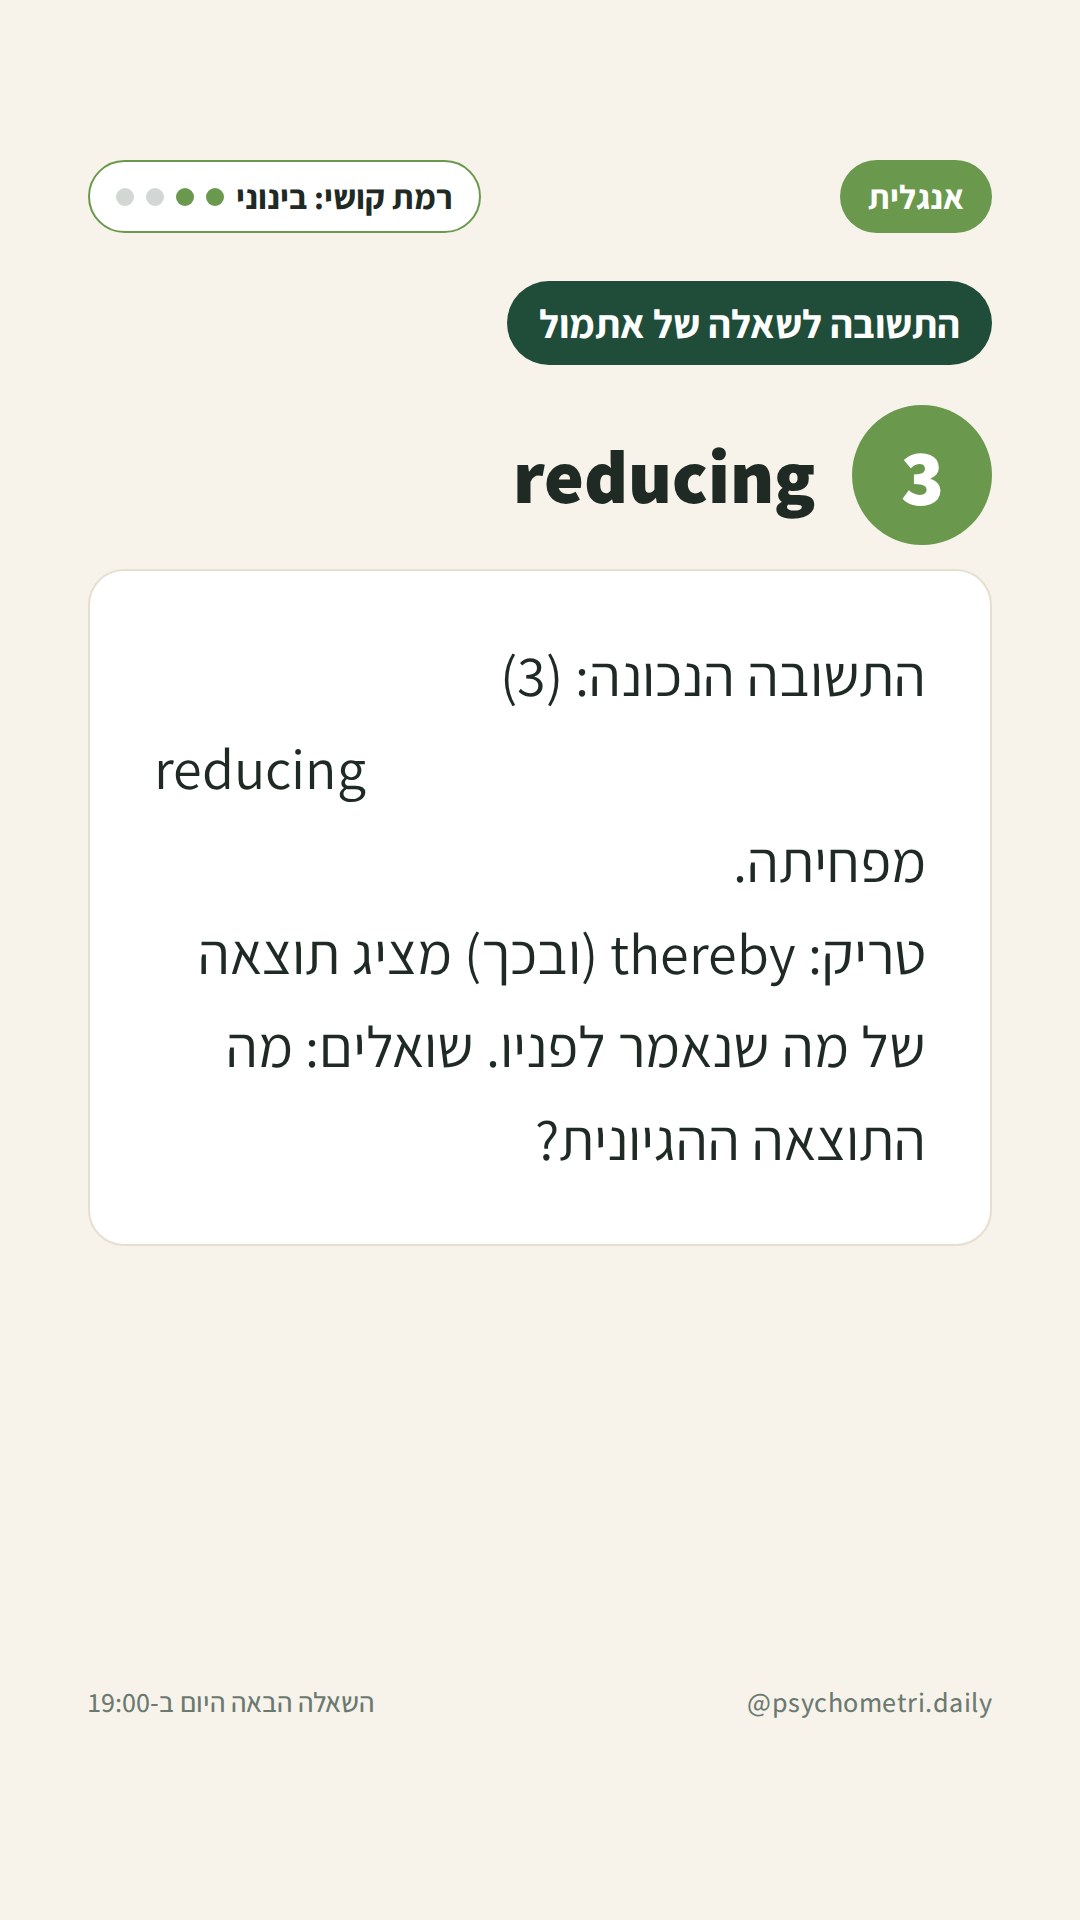 אנגלית
רמת קושי: בינוני
התשובה לשאלה של אתמול
3
reducing
התשובה הנכונה: (3)
reducing
מפחיתה.
טריק: thereby (ובכך) מציג תוצאה
של מה שנאמר לפניו. שואלים: מה
התוצאה ההגיונית?
@psychometri.daily
השאלה הבאה היום ב-19:00